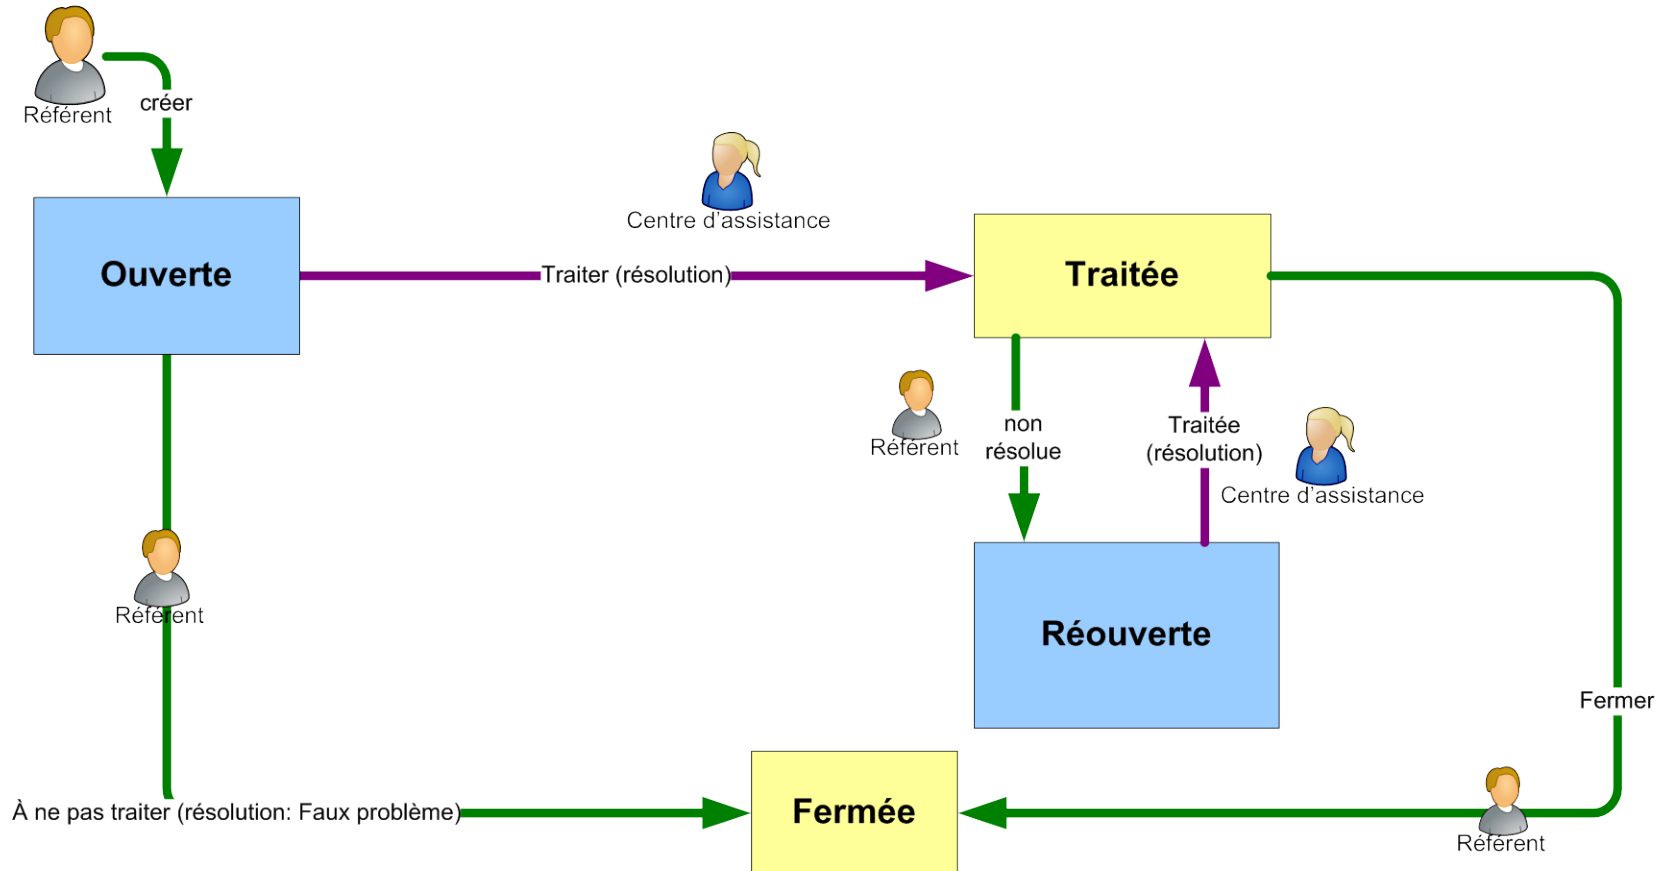 Référent
créer
Centre d'assistance
Ouverte
Traiter (résolution)
Traitée
Référent
non
résolue
Traitée
(résolution)
Centre d'assistance
Référent
Réouverte
Fermer
À ne pas traiter (résolution: Faux problème)
Fermée
Référent